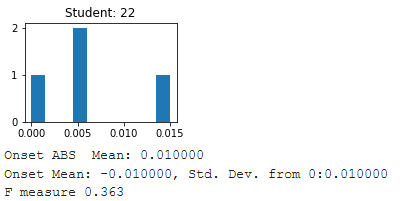 Student: 22
2
1
0
0.000 0.005 0.010 0.015
Onset ABS  Mean: 0.010000
Onset Mean: -0.010000, Std. Dev. from 0:0.010000
F measure 0.363